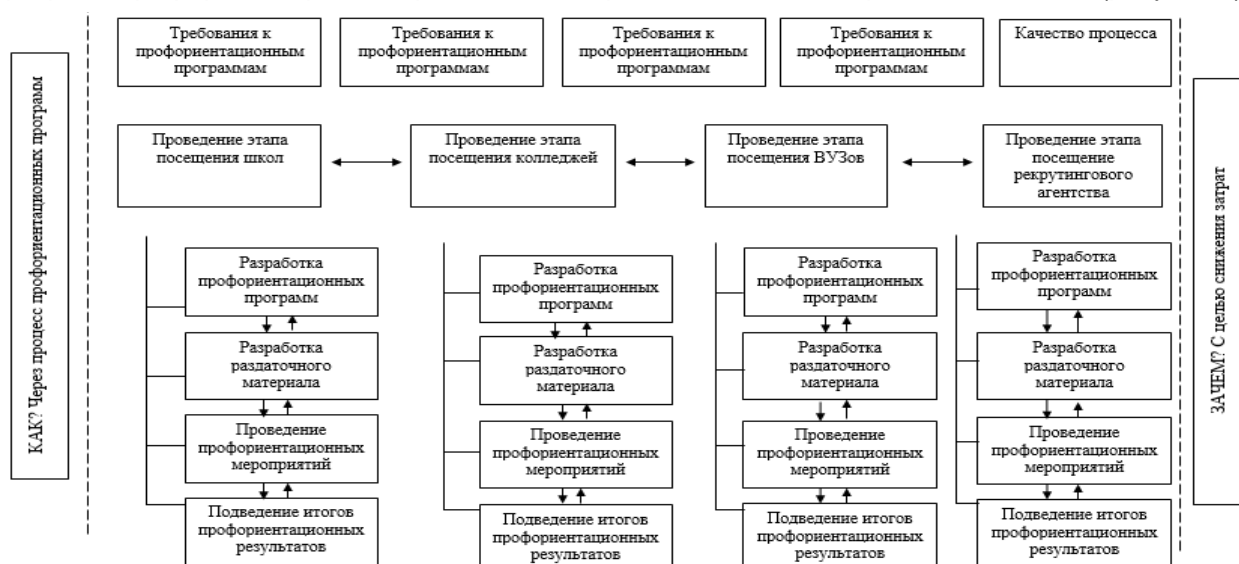 КАК? Через процесс профориентационных программ
Требования к
профориентационным
программам
Требования к
профориентационным
программам
Требования к
профориентационным
программам
Требования к
профориентационным
программам
Качество процесса
Проведение этапа
посещения школ
Проведение этапа
посещения колледжей
Проведение этапа
посещения ВУЗов
Проведение этапа
посещение
рекрутингового
агентства
Разработка
профориентационных
программ
Разработка
раздаточного
материала
Проведение
профориентационных
мероприятий
Подведение итогов
профориентационных
результатов
Разработка
профориентационных
программ
Разработка
раздаточного
материала
Проведение
профориентационных
мероприятий
Подведение итогов
профориентационных
результатов
Разработка
профориентационных
программ
Разработка
раздаточного
материала
Проведение
профориентационных
мероприятий
Подведение итогов
профориентационных
результатов
Разработка
профориентационных
программ
Разработка
раздаточного
материала
Проведение
профориентационных
мероприятий
Подведение итогов
профориентационных
результатов
ЗАЧЕМ? С целью снижения затрат